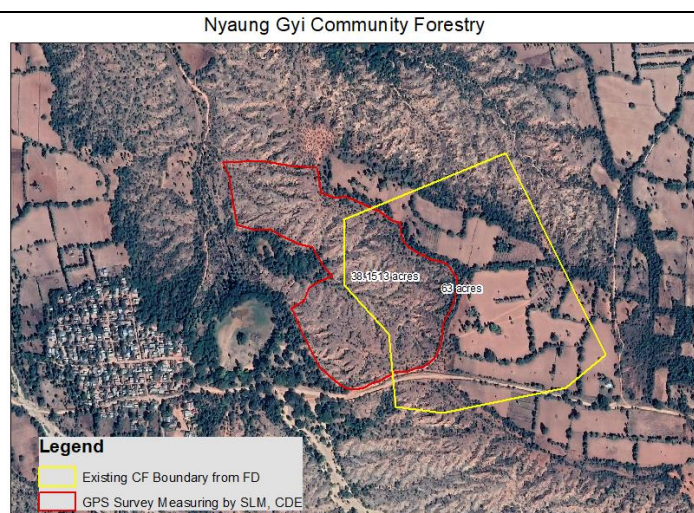 Nyaung Gyi Community Forestry
38.1513 acres
63 acres
Legend
Existing CF Boundary from FD
GPS Survey Measuring by SLM, CDE